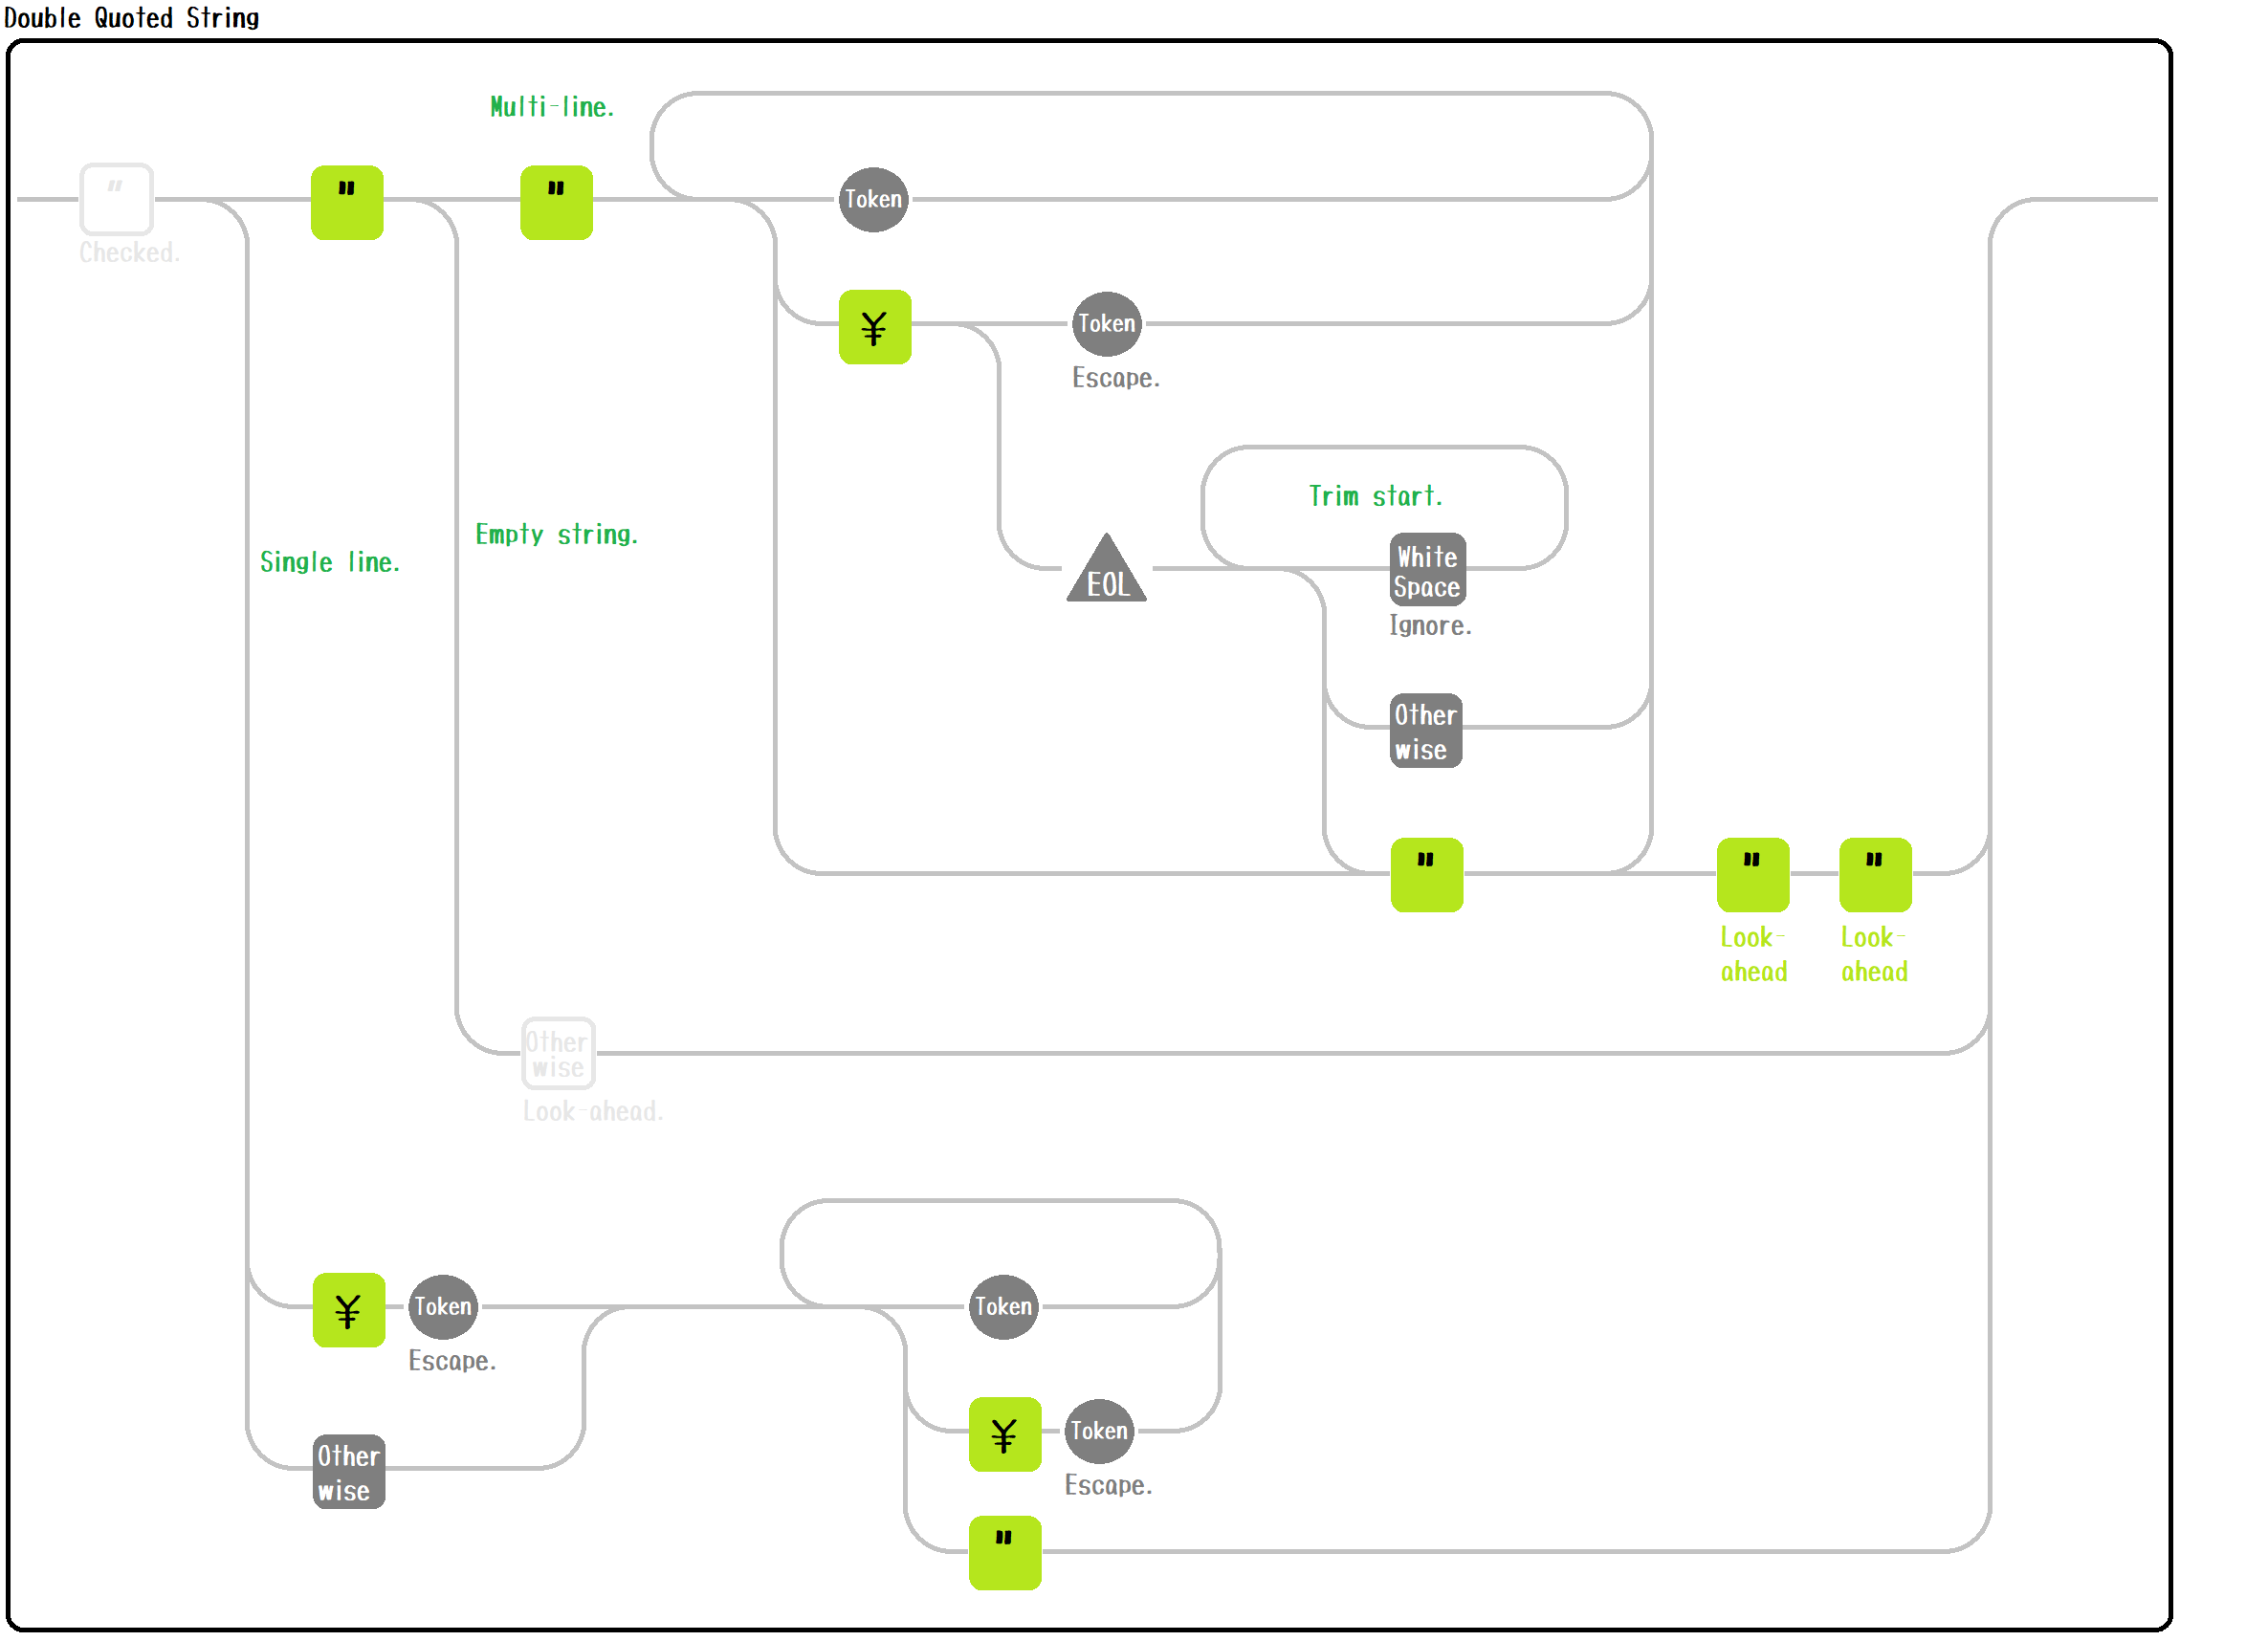 Double Quoted String
Multi-line.
"
"
"
Token
Checked.
¥
Token
Escape.
Trim start.
Empty string.
Single line.
White
Space
EOL
Ignore.
Other
wise
"
"
"
Look-
ahead
Look-
ahead
Other
wise
Look-ahead.
¥
Token
Token
Escape.
¥
Token
Other
wise
Escape.
"